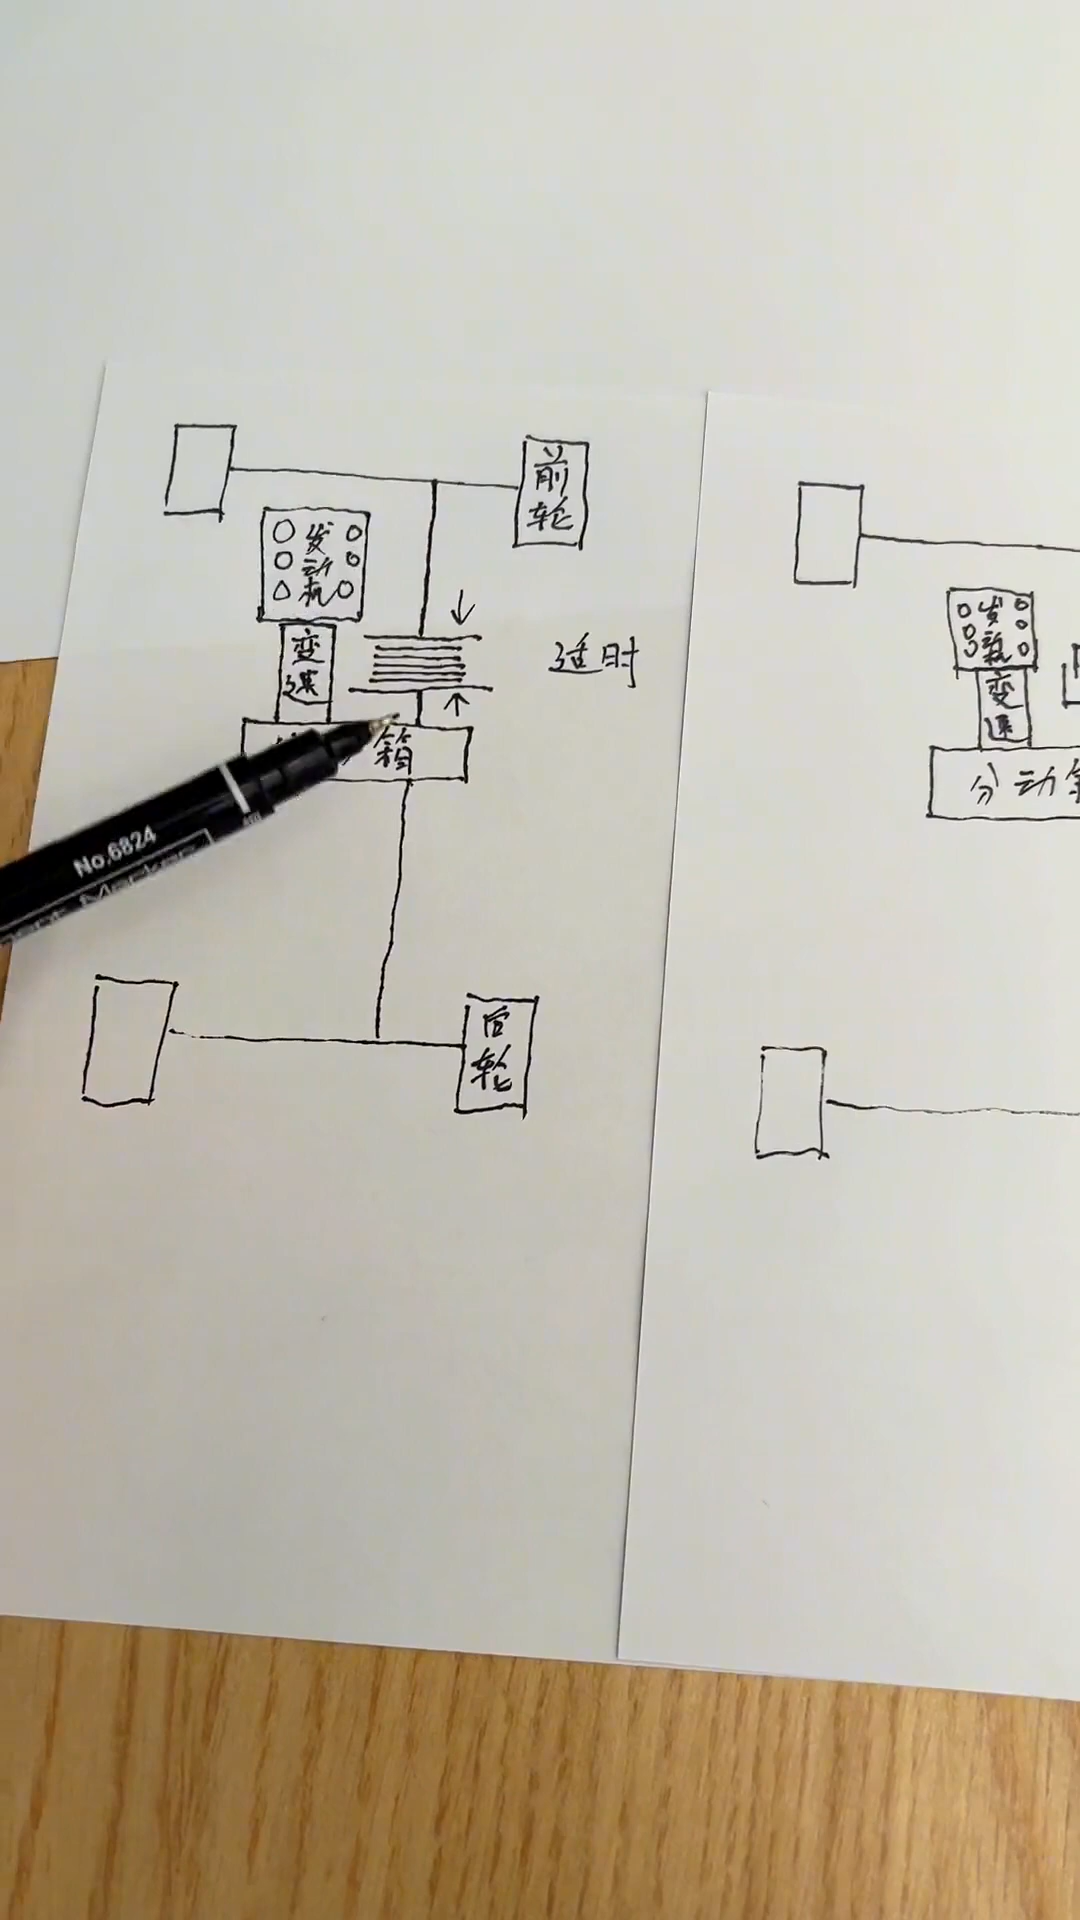 前
轮
发
动
机
变
速
适时
箱
No.6824
Marker
后
轮
发
动
机
变
速
分动